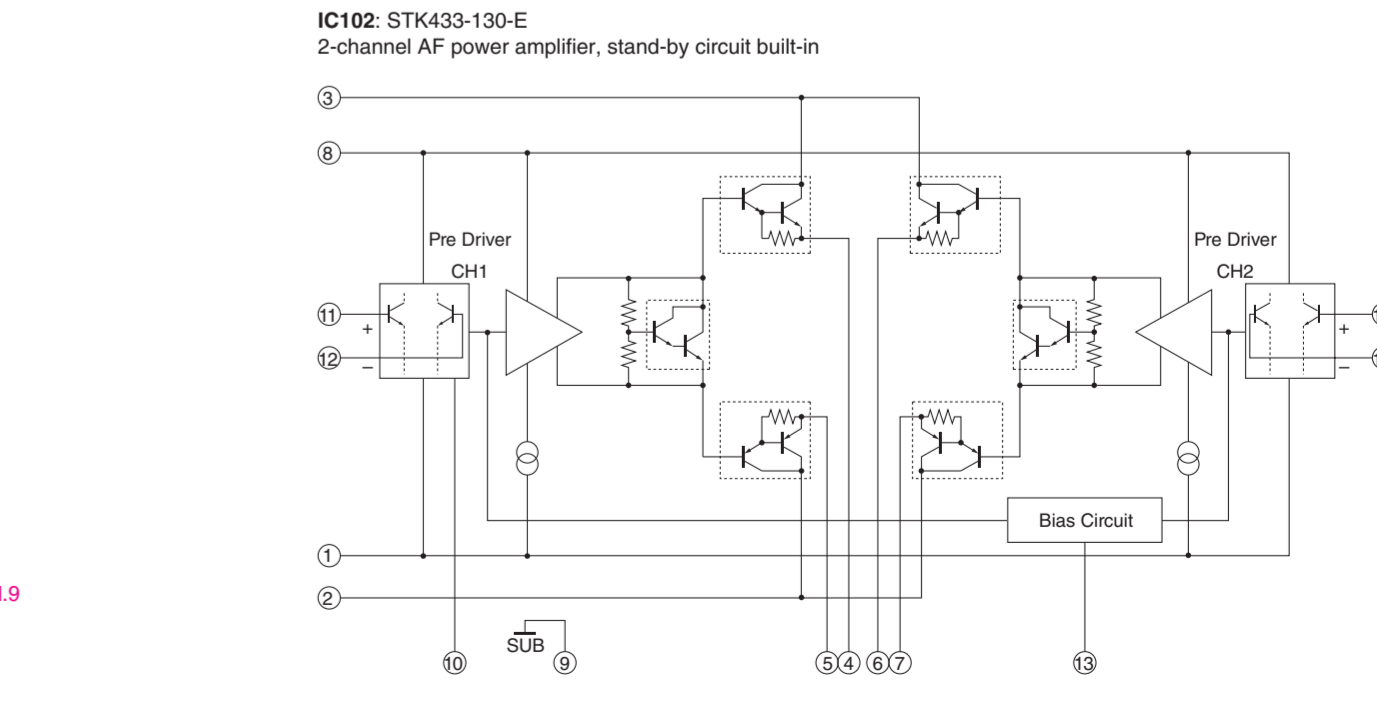 IC102: STK433-130-E
2-channel AF power amplifier, stand-by circuit built-in
3
8
Pre Driver
CH1
Pre Driver
CH2
11
+
12
−
+
−
Bias Circuit
1
2
SUB
10
9
5 4 6 7
13